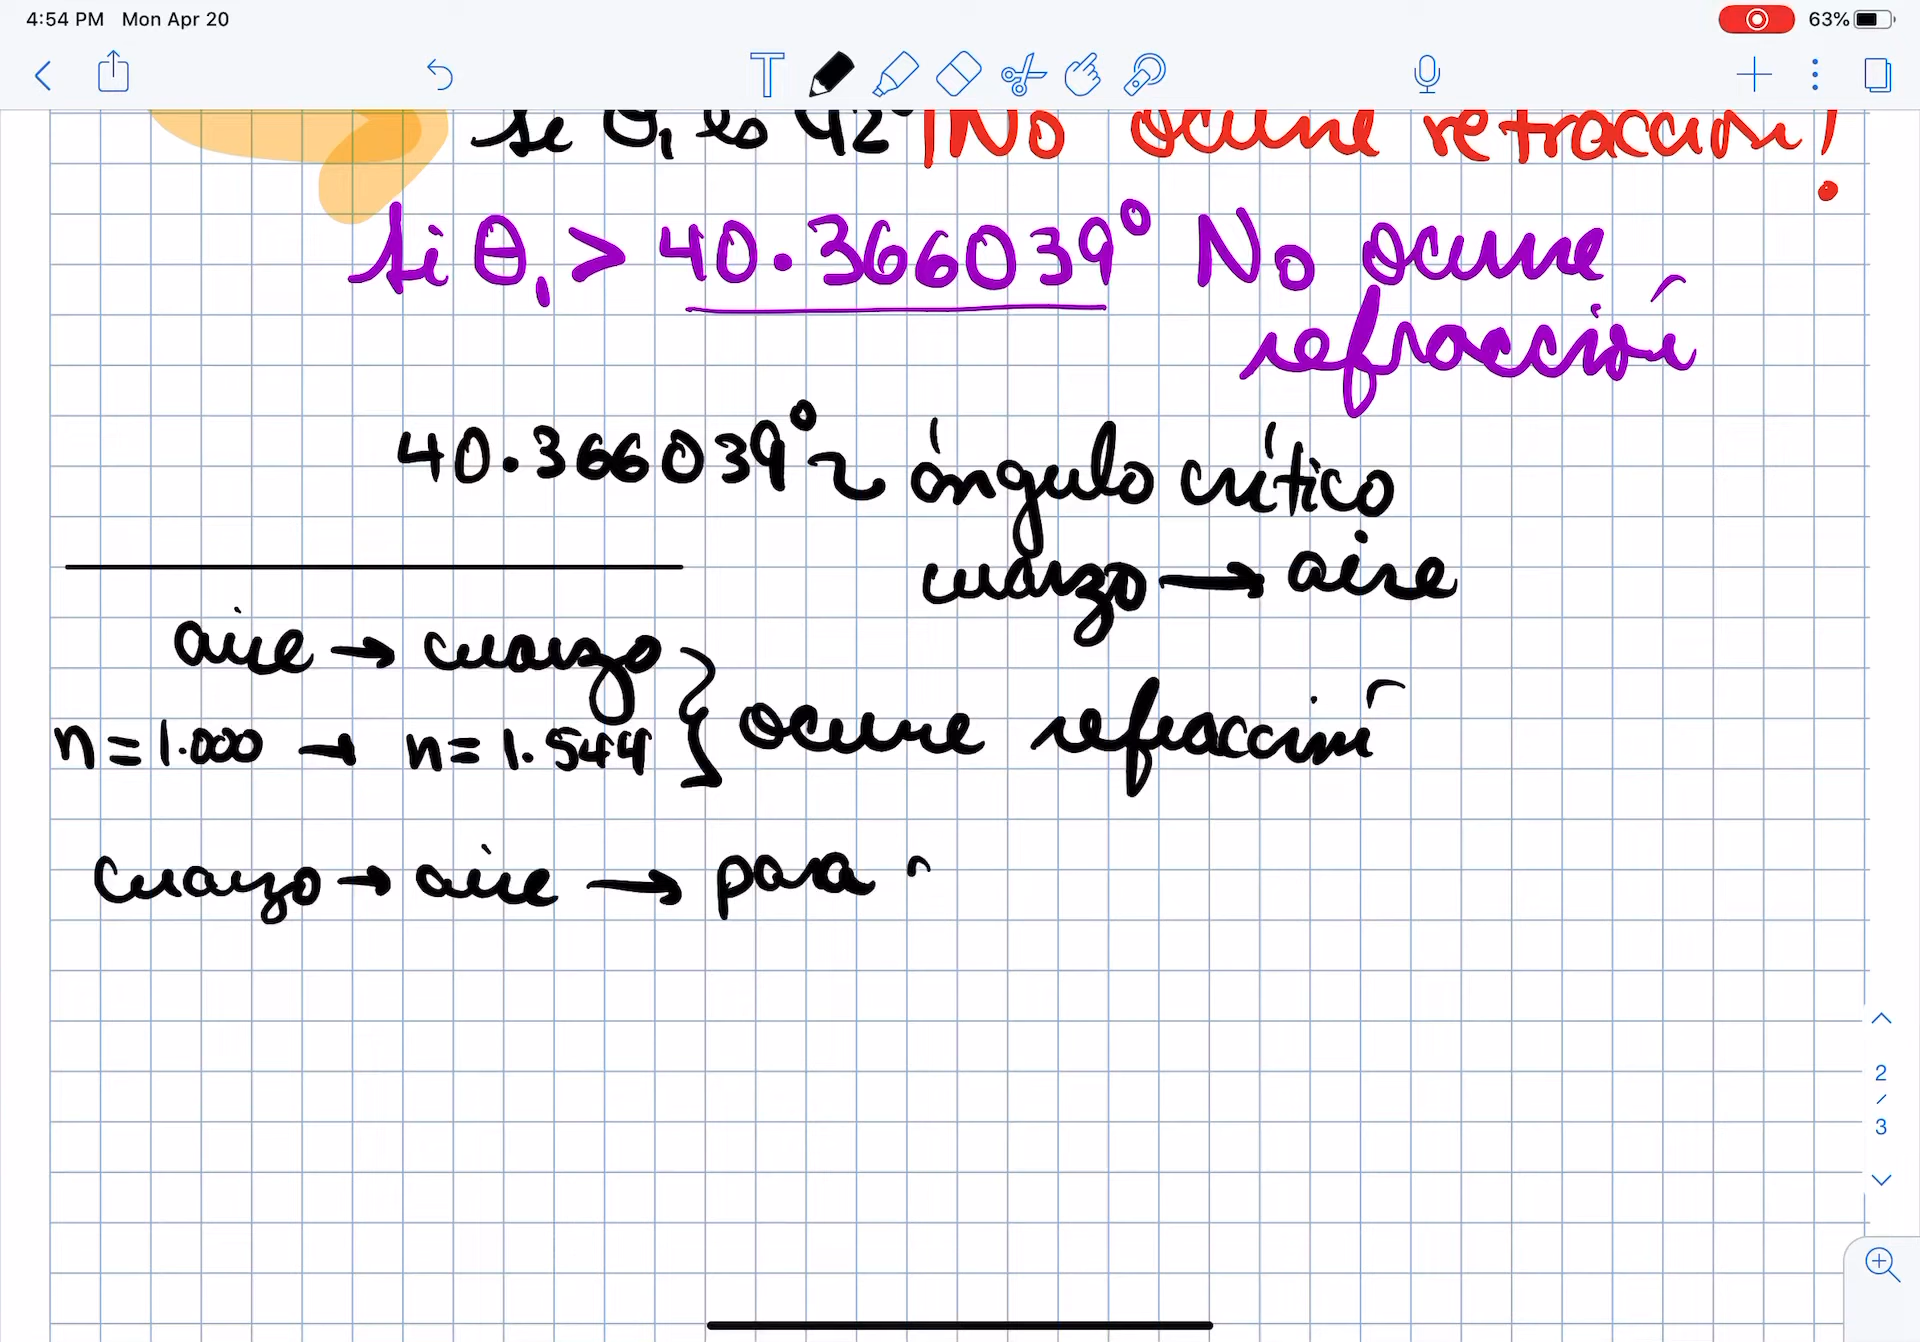 4:54 PM Mon Apr 20
63%
si θ₁ es 42° ¡No ocurre refracción!
Si θ₁ > 40.366039° No ocurre
refracción
40.366039° ~ ángulo crítico
cuarzo → aire
aire → cuarzo
n=1.000 → n=1.544 } ocurre refracción
cuarzo → aire → para
2
/
3